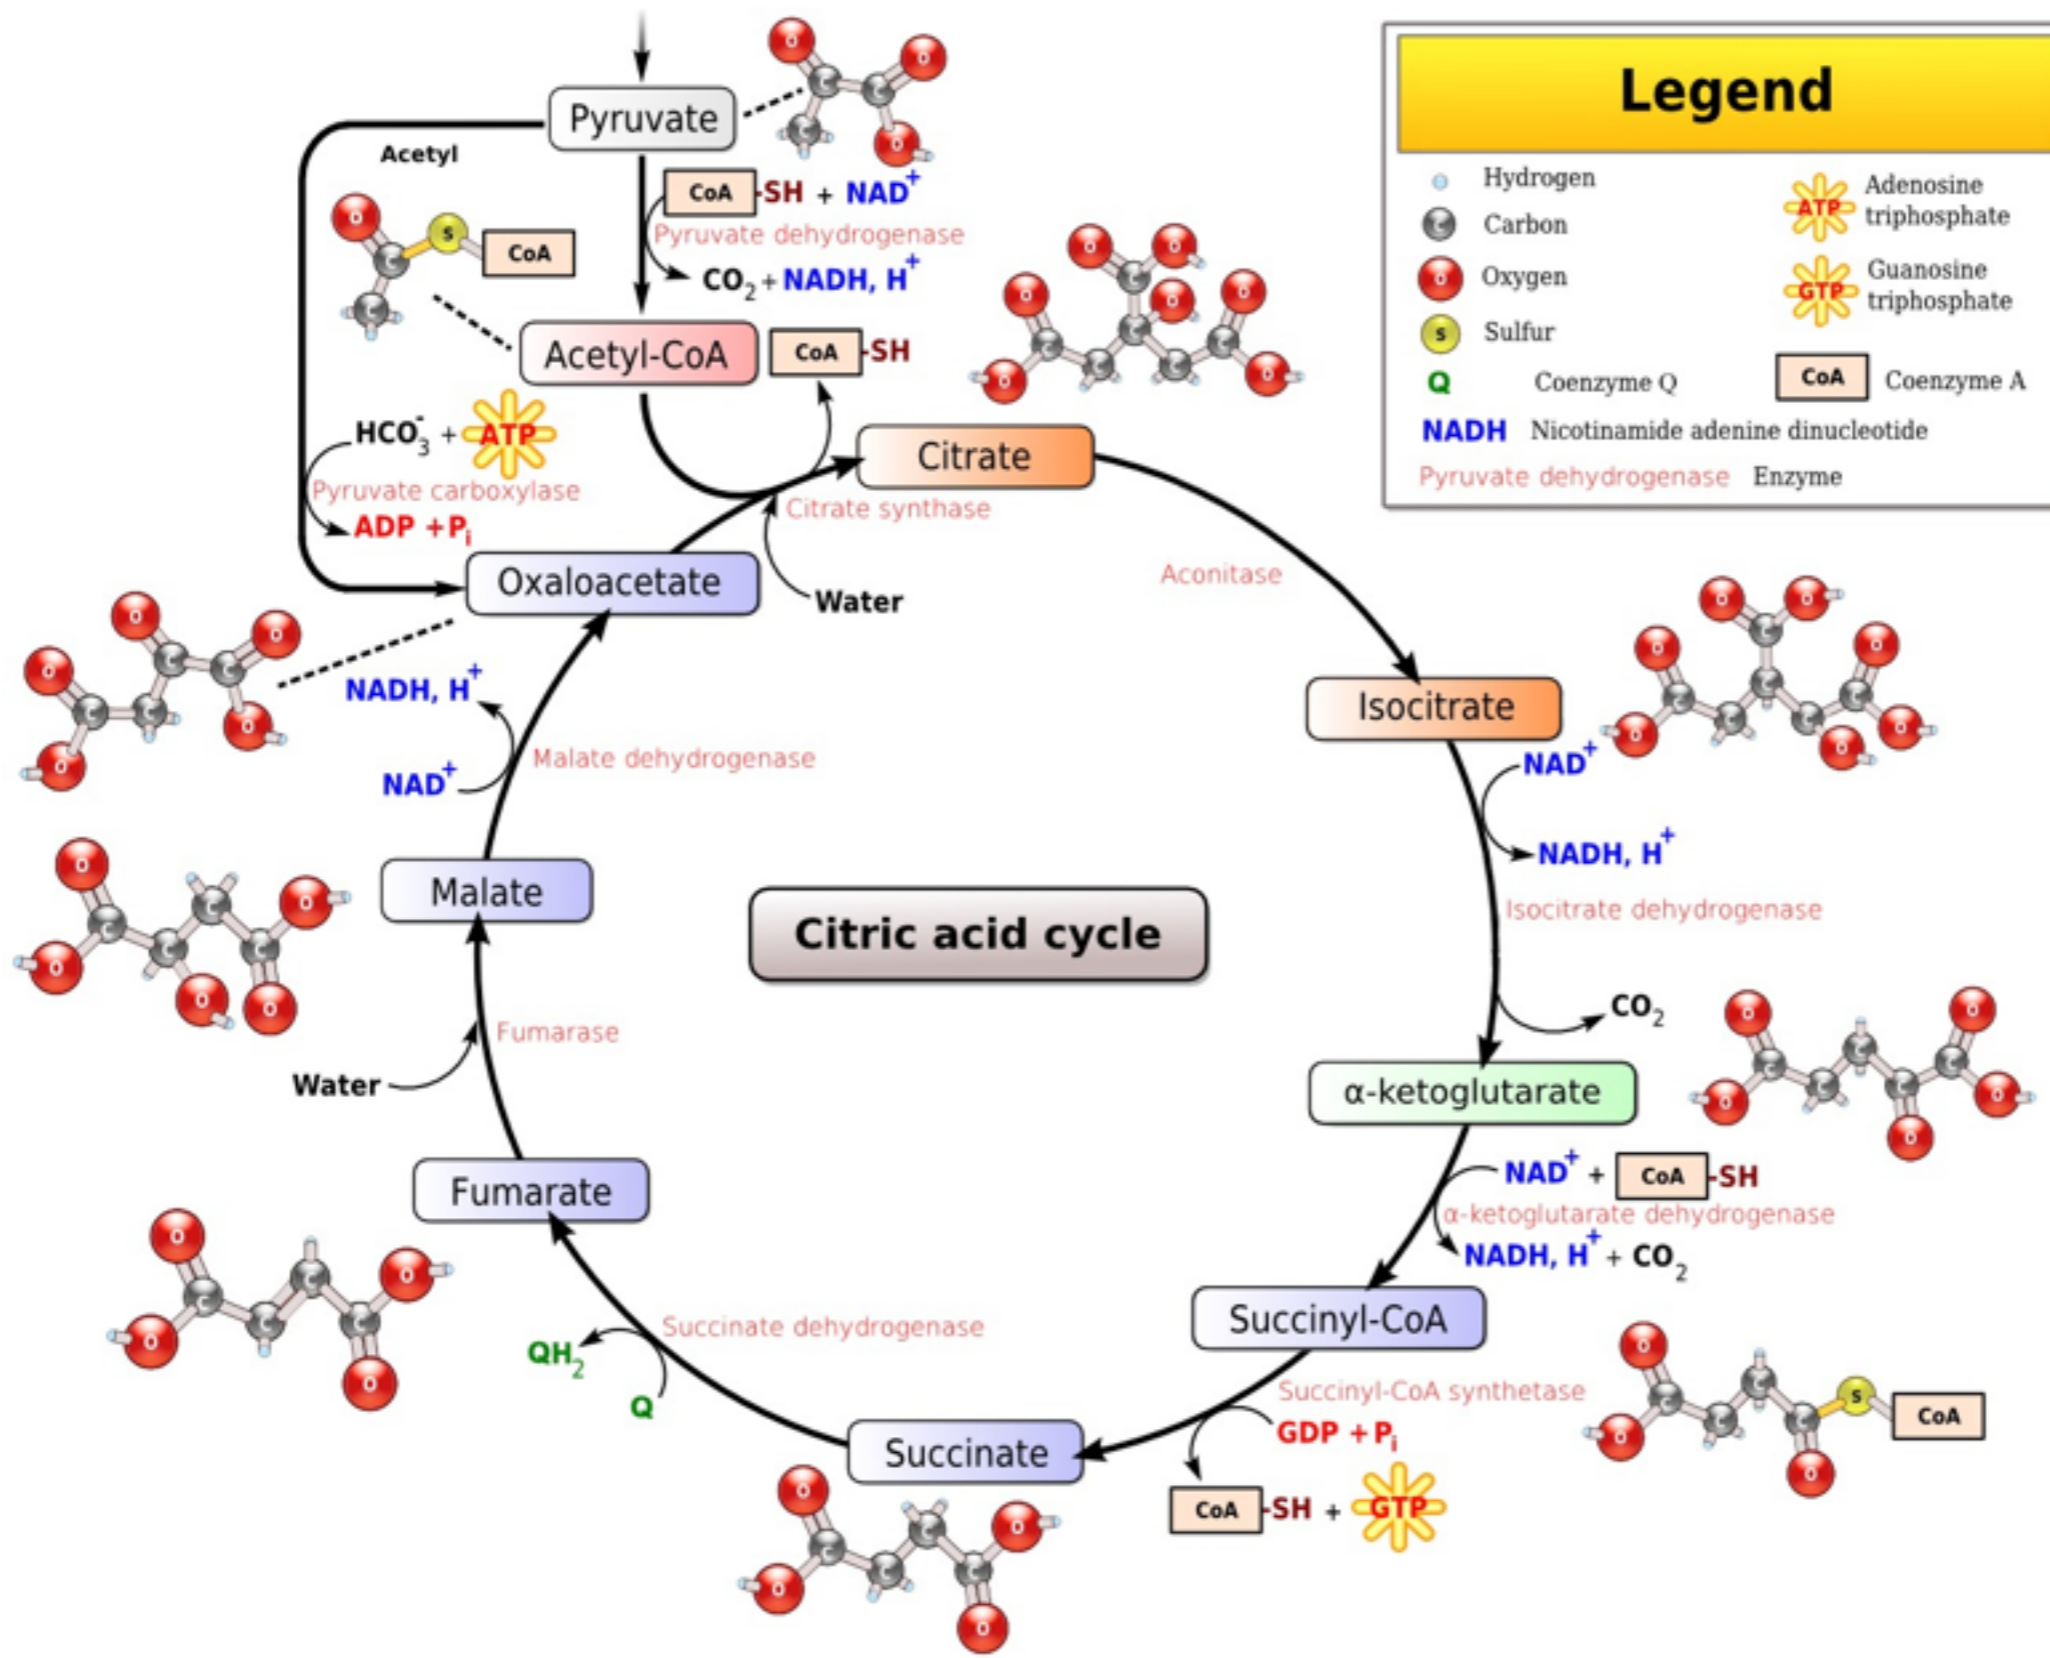 Pyruvate
Acetyl
CoA-SH + NAD+
Pyruvate dehydrogenase
CO2 + NADH, H+
S CoA
Acetyl-CoA
CoA-SH
HCO3- + ATP
Pyruvate carboxylase
ADP + Pi
Citrate
Citrate synthase
Oxaloacetate
Water
Aconitase
Isocitrate
NAD+
NADH, H+
Isocitrate dehydrogenase
CO2
α-ketoglutarate
NAD+ + CoA-SH
α-ketoglutarate dehydrogenase
NADH, H+ + CO2
Succinyl-CoA
S CoA
Succinyl-CoA synthetase
GDP + Pi
CoA-SH + GTP
Succinate
Succinate dehydrogenase
QH2
Q
Fumarate
Fumarase
Water
Malate
Malate dehydrogenase
NADH, H+
NAD+
Citric acid cycle
Legend
Hydrogen
C Carbon
O Oxygen
S Sulfur
Q Coenzyme Q
ATP Adenosine
triphosphate
GTP Guanosine
triphosphate
CoA Coenzyme A
NADH Nicotinamide adenine dinucleotide
Pyruvate dehydrogenase Enzyme